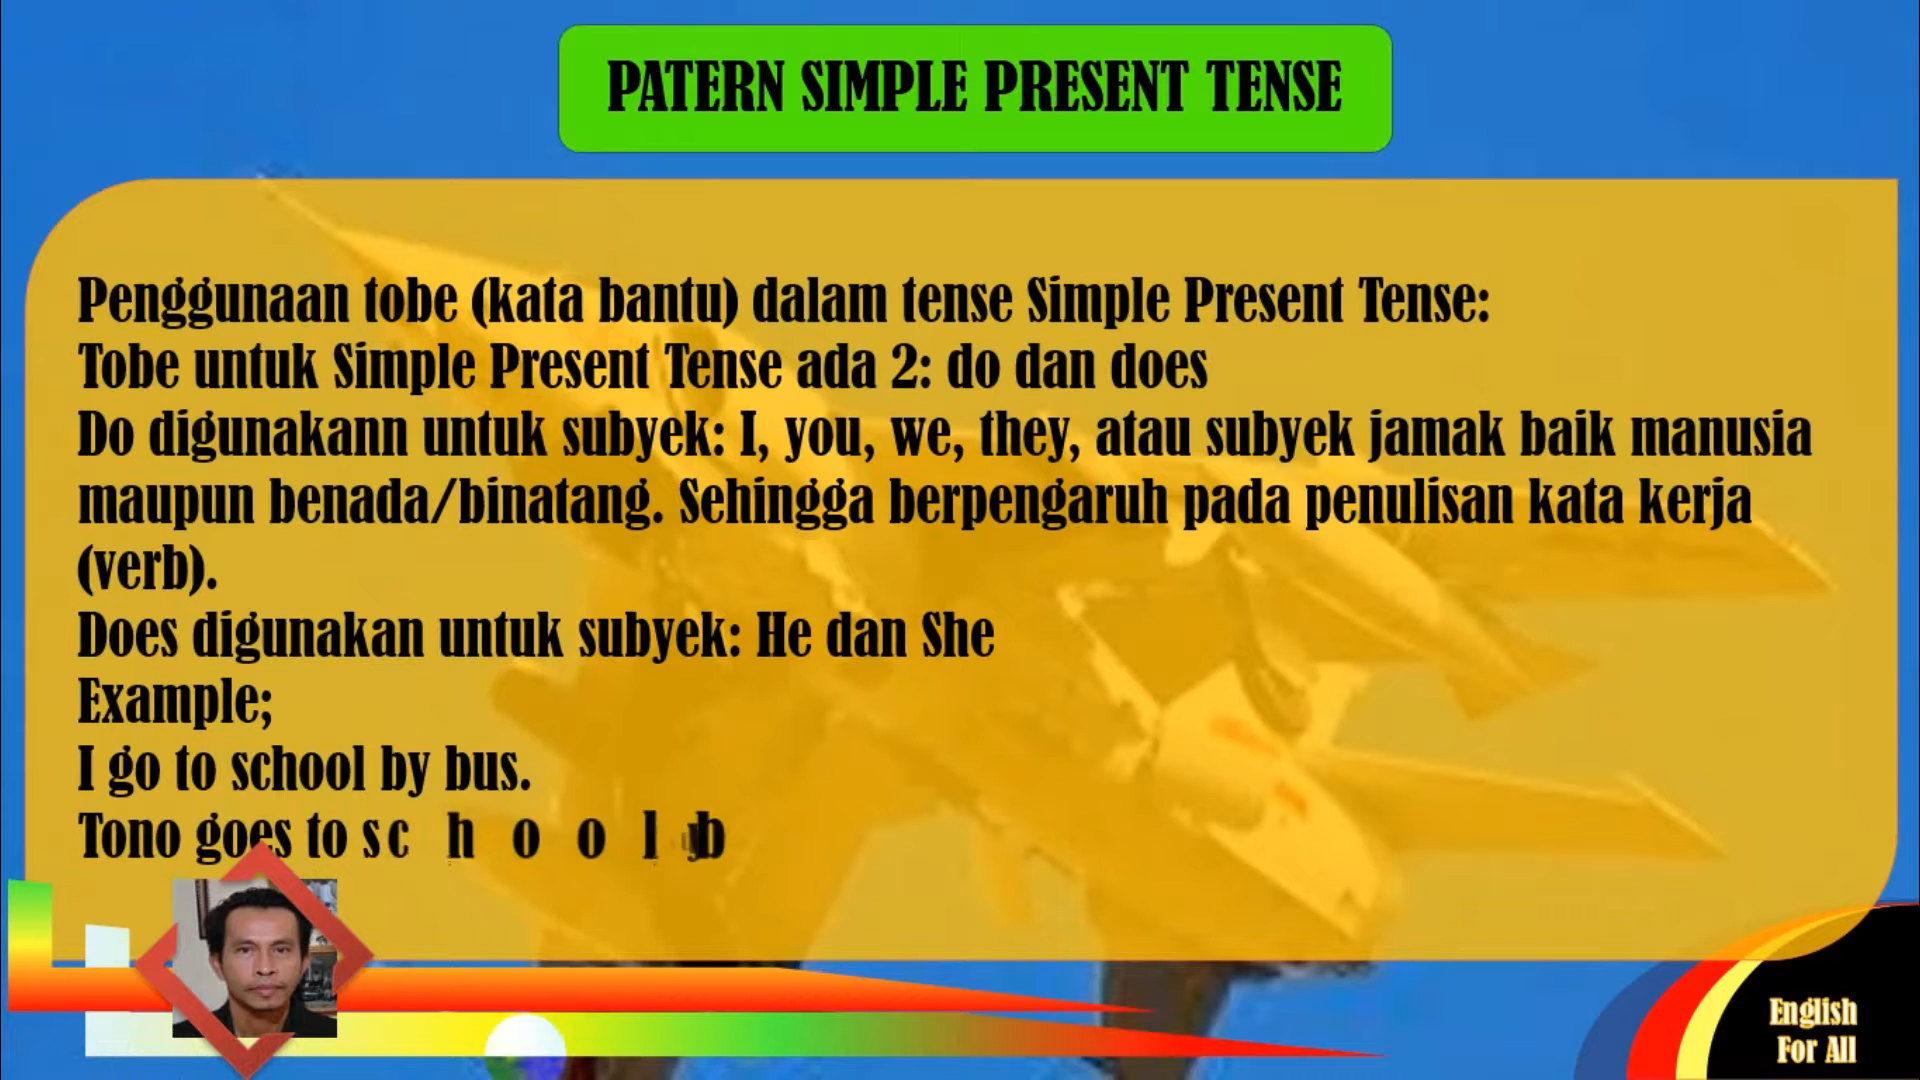 PATERN SIMPLE PRESENT TENSE
Penggunaan tobe (kata bantu) dalam tense Simple Present Tense:
Tobe untuk Simple Present Tense ada 2: do dan does
Do digunakann untuk subyek: I, you, we, they, atau subyek jamak baik manusia
maupun benada/binatang. Sehingga berpengaruh pada penulisan kata kerja
(verb).
Does digunakan untuk subyek: He dan She
Example;
I go to school by bus.
Tono goes to school
English
For All